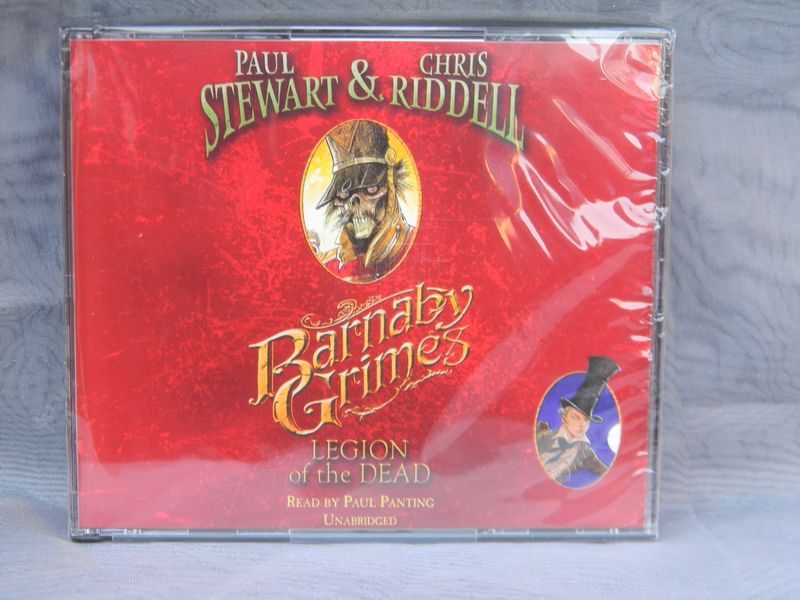 PAUL CHRIS
STEWART & RIDDELL
Barnaby
Grimes
LEGION
of the DEAD
READ BY PAUL PANTING
UNABRIDGED